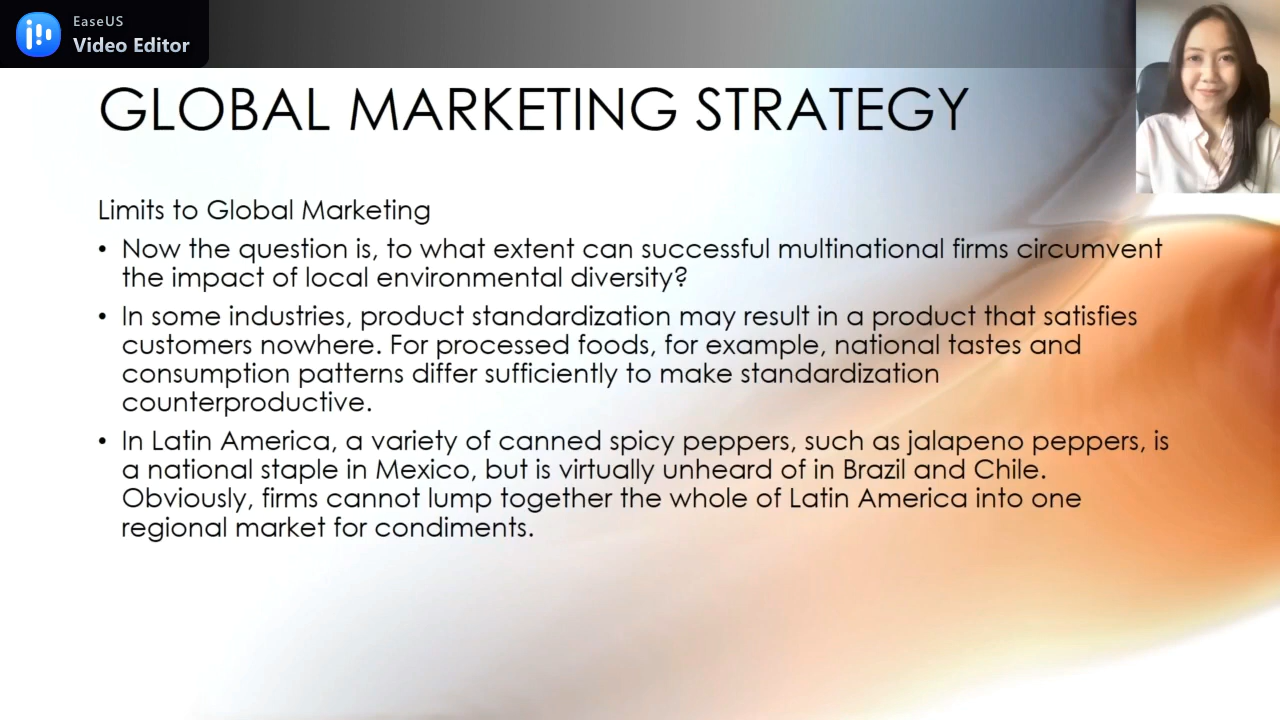 EaseUS
Video Editor
GLOBAL MARKETING STRATEGY
Limits to Global Marketing
• Now the question is, to what extent can successful multinational firms circumvent
the impact of local environmental diversity?
• In some industries, product standardization may result in a product that satisfies
customers nowhere. For processed foods, for example, national tastes and
consumption patterns differ sufficiently to make standardization
counterproductive.
• In Latin America, a variety of canned spicy peppers, such as jalapeno peppers, is
a national staple in Mexico, but is virtually unheard of in Brazil and Chile.
Obviously, firms cannot lump together the whole of Latin America into one
regional market for condiments.